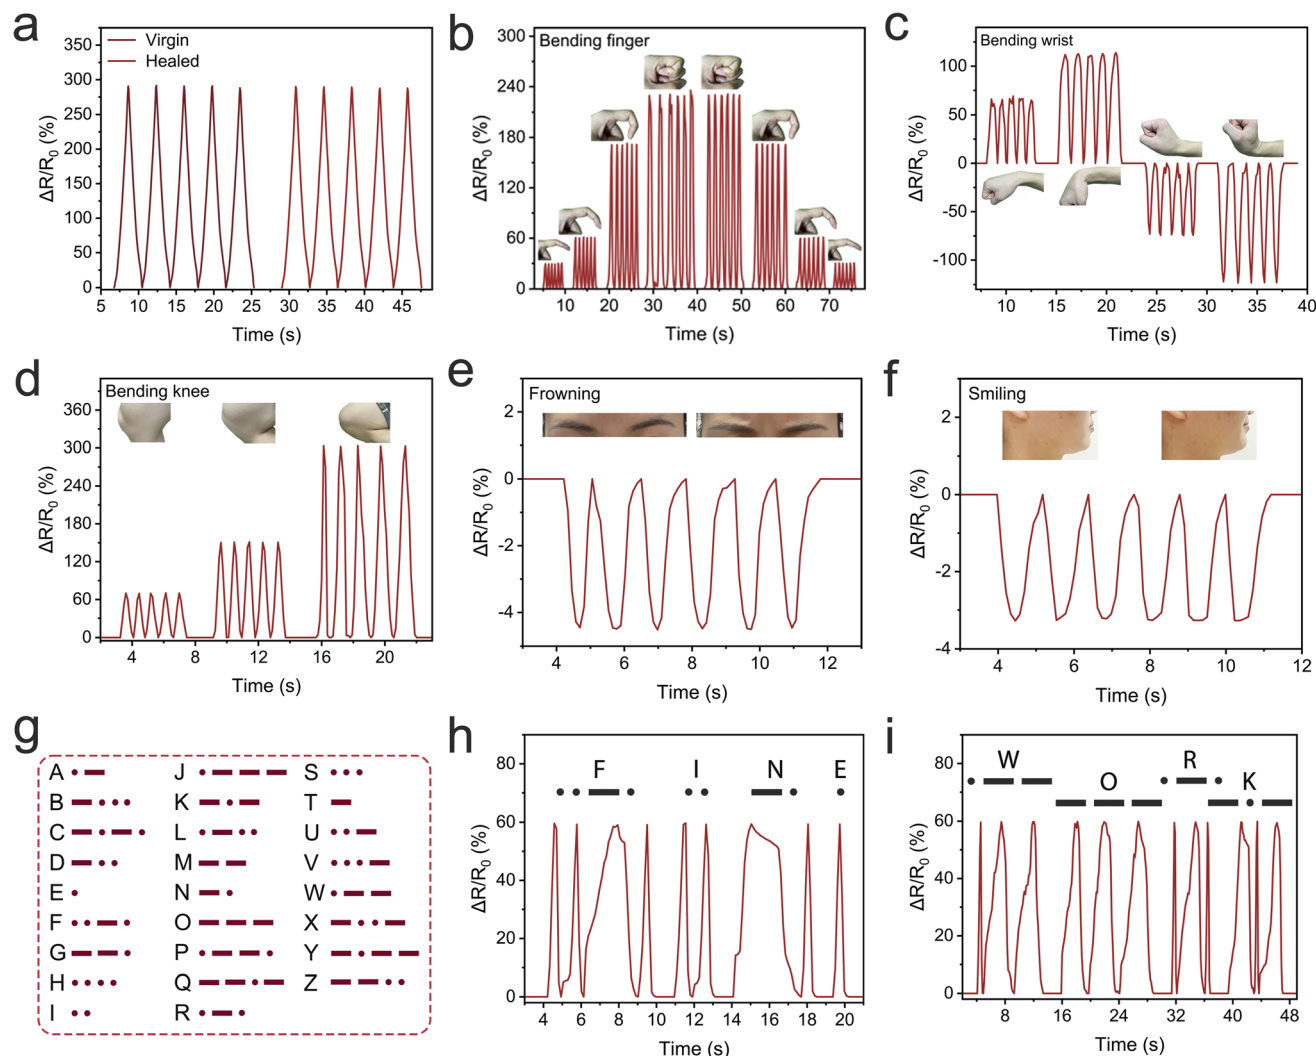 a
Virgin
Healed
350
300
250
200
150
100
50
0
ΔR/R0 (%)
5 10 15 20 25 30 35 40 45
Time (s)
b
Bending finger
300
240
180
120
60
0
ΔR/R0 (%)
10 20 30 40 50 60 70
Time (s)
c
Bending wrist
100
50
0
-50
-100
ΔR/R0 (%)
10 15 20 25 30 35 40
Time (s)
d
Bending knee
360
300
240
180
120
60
0
ΔR/R0 (%)
4 8 12 16 20
Time (s)
e
Frowning
2
0
-2
-4
ΔR/R0 (%)
4 6 8 10 12
Time (s)
f
Smiling
2
0
-2
-4
ΔR/R0 (%)
4 6 8 10 12
Time (s)
g
A
B
C
D
E
F
G
H
I
J
K
L
M
N
O
P
Q
R
S
T
U
V
W
X
Y
Z
h
F I N E
80
60
40
20
0
ΔR/R0 (%)
4 6 8 10 12 14 16 18 20
Time (s)
i
W O R K
80
60
40
20
0
ΔR/R0 (%)
8 16 24 32 40 48
Time (s)